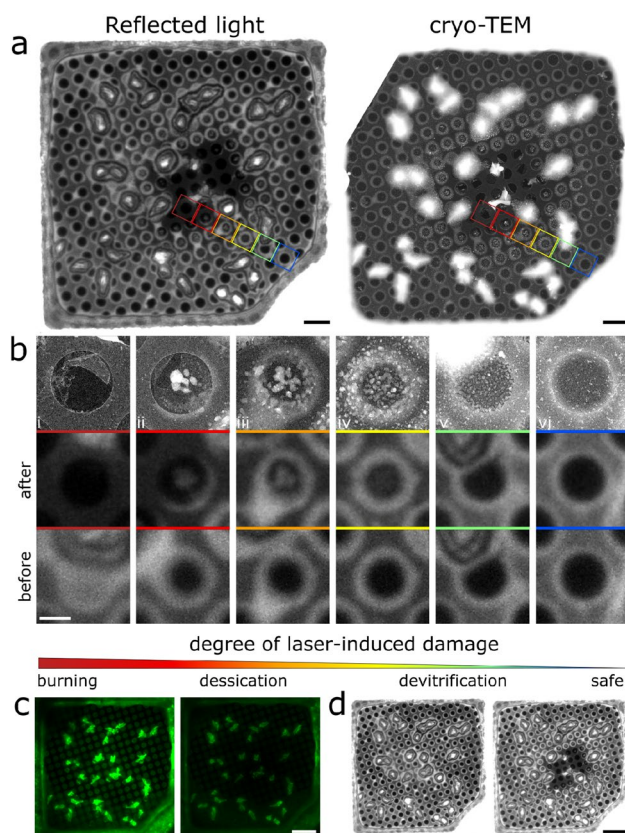 Reflected light
cryo-TEM
a
b
i
ii
iii
iv
v
vi
after
before
degree of laser-induced damage
burning
dessication
devitrification
safe
c
d